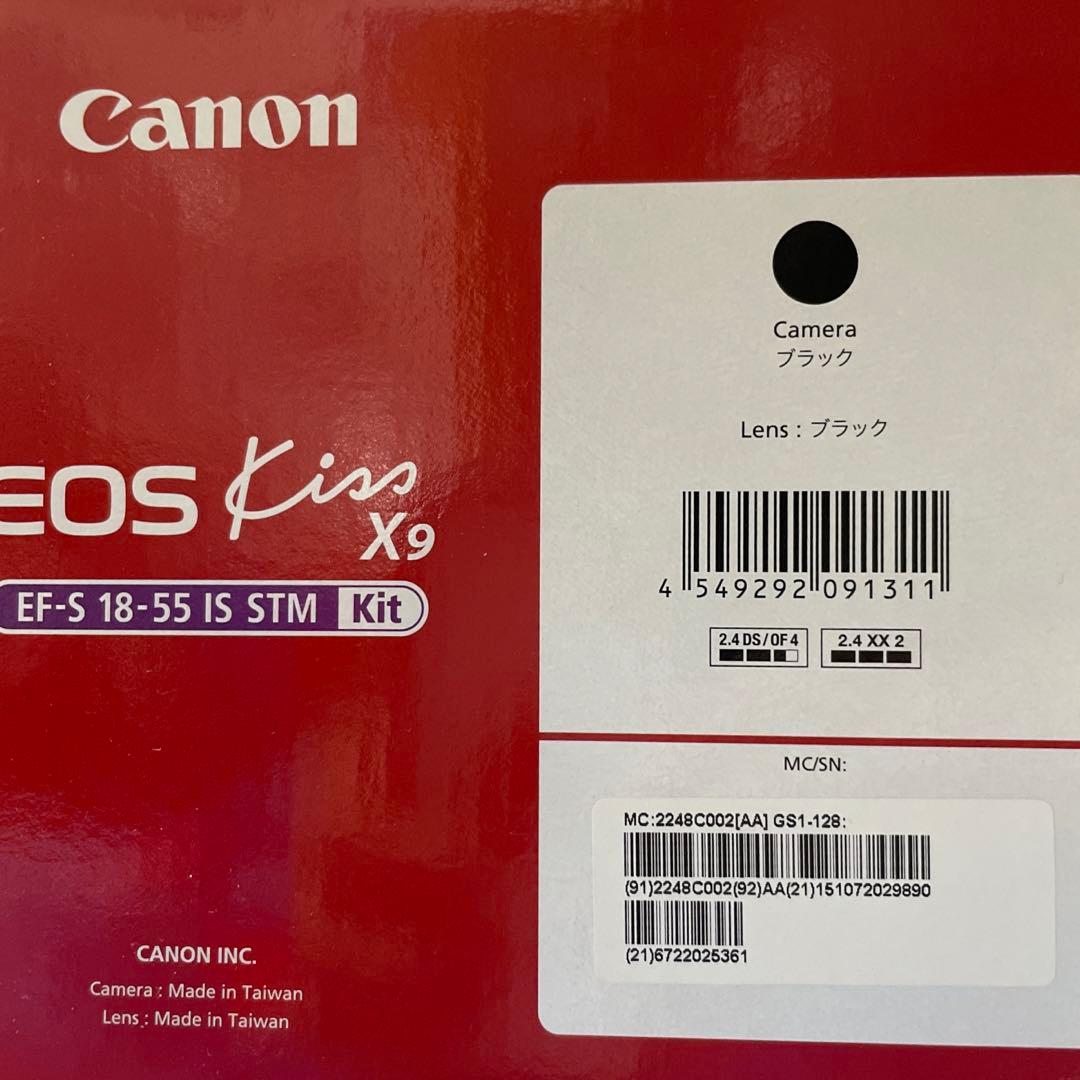 Canon
EOS Kiss
X9
EF-S 18-55 IS STM Kit
CANON INC.
Camera : Made in Taiwan
Lens : Made in Taiwan
Camera
ブラック
Lens : ブラック
4 549292 091311
2.4 DS/0F 4
2.4 XX 2
MC/SN:
MC:2248C002[AA] GS1-128:
(91)2248C002(92)AA(21)151072029890
(21)6722025361